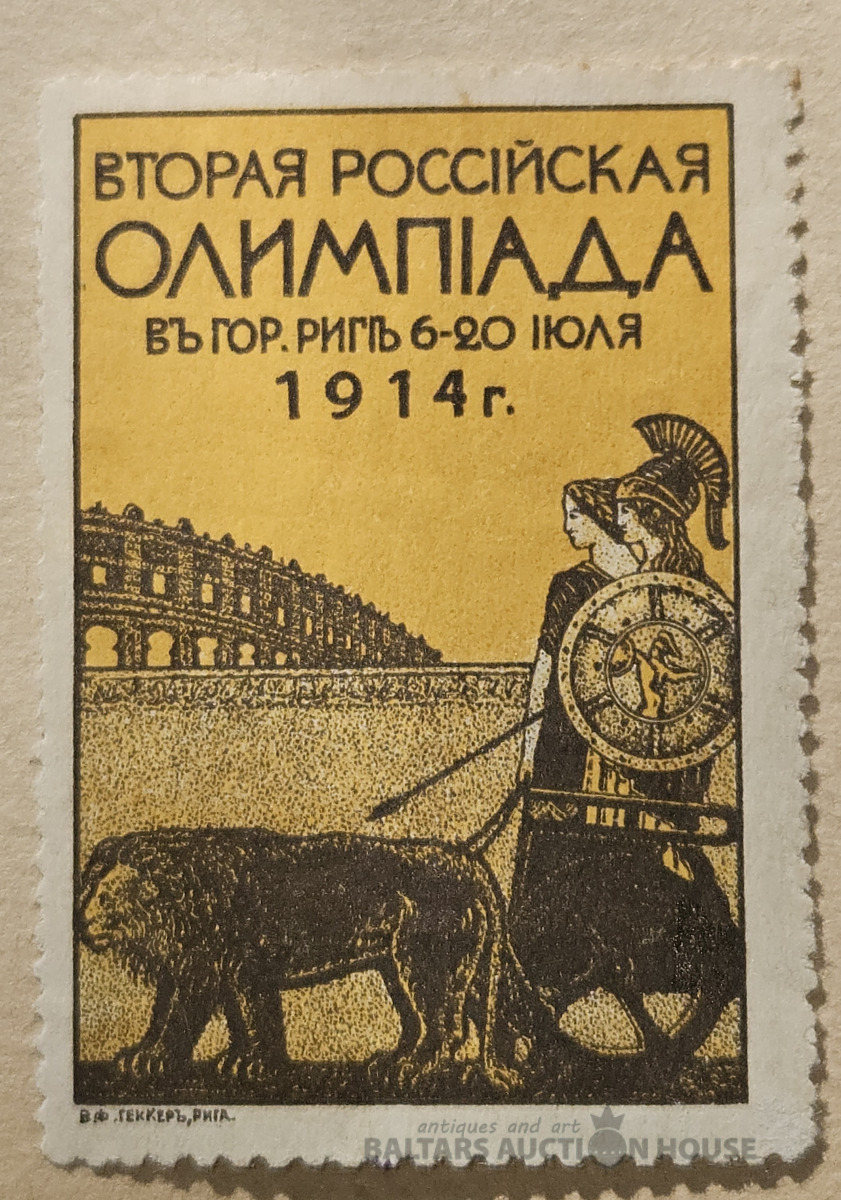 ВТОРАЯ РОССІЙСКАЯ
ОЛИМПІАДА
ВЪ ГОР. РИГѢ 6-20 ІЮЛЯ
1914 г.
В.Ф. ГЕККЕРЪ, РИГА.
antiques and art
BALTARS AUCTION HOUSE